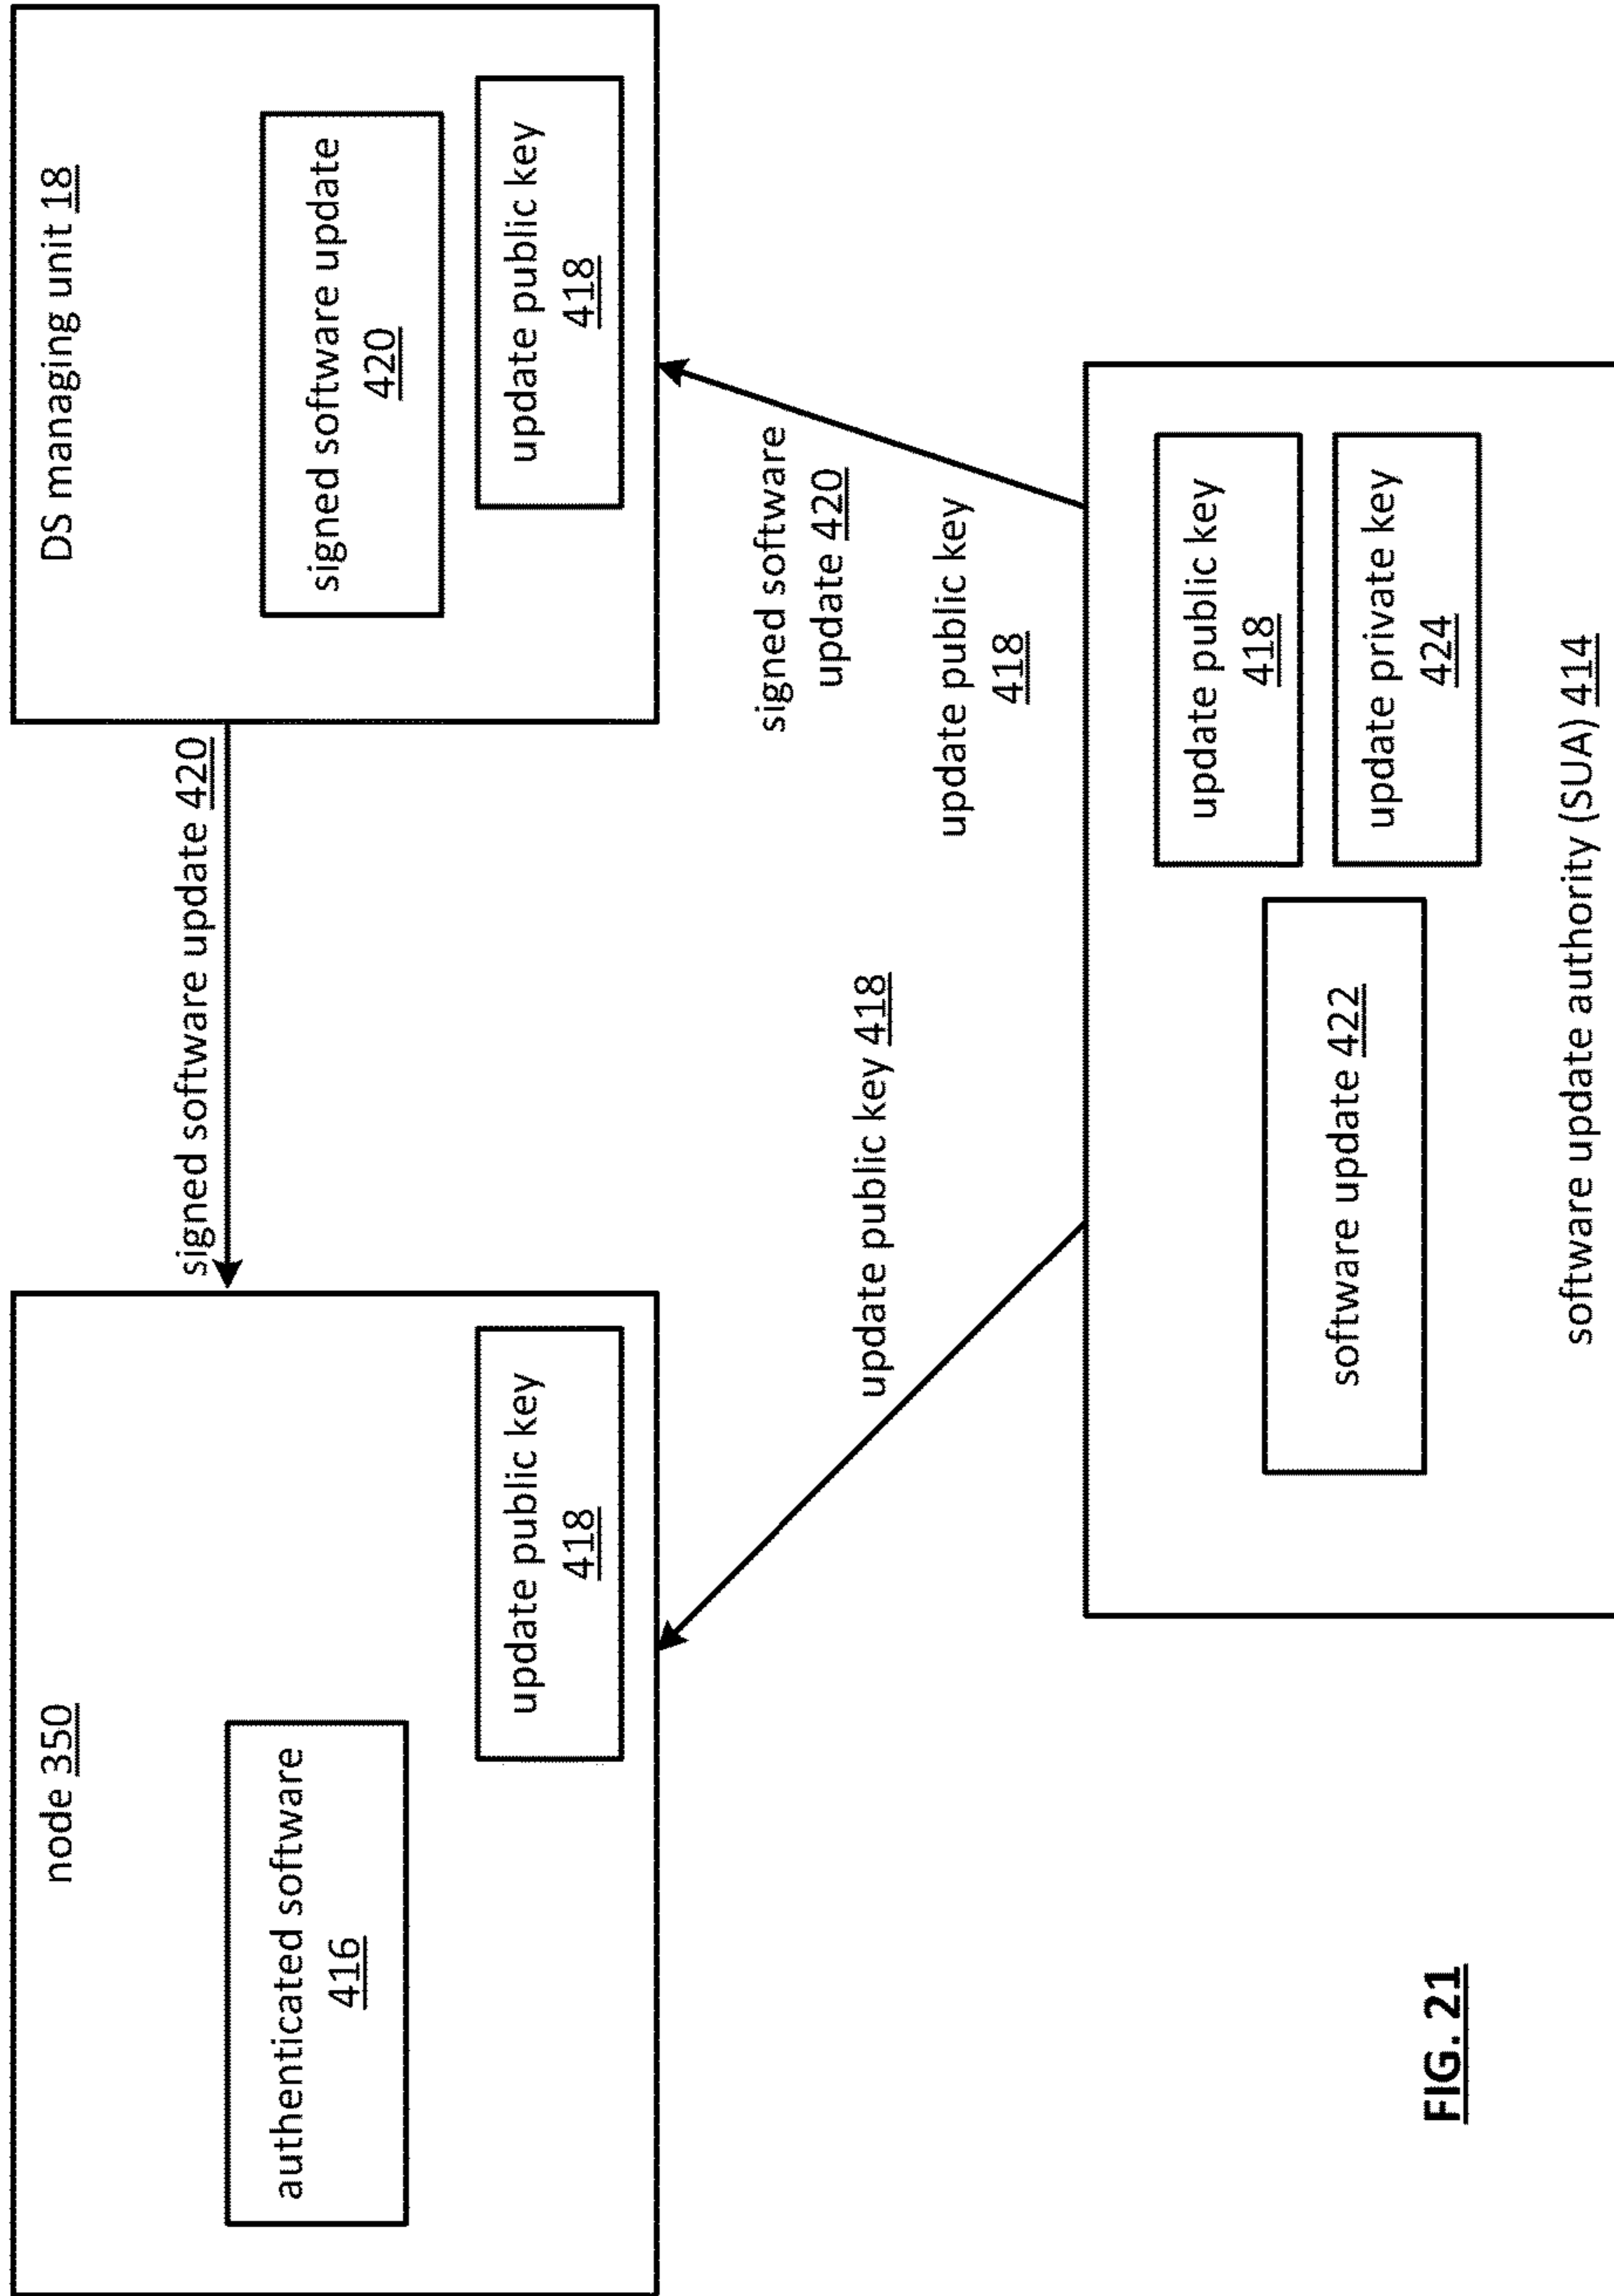 node 350
authenticated software
416
update public key
418
signed software update 420
DS managing unit 18
signed software update
420
update public key
418
update public key 418
signed software
update 420
update public key
418
software update 422
update public key
418
update private key
424
software update authority (SUA) 414
FIG. 21